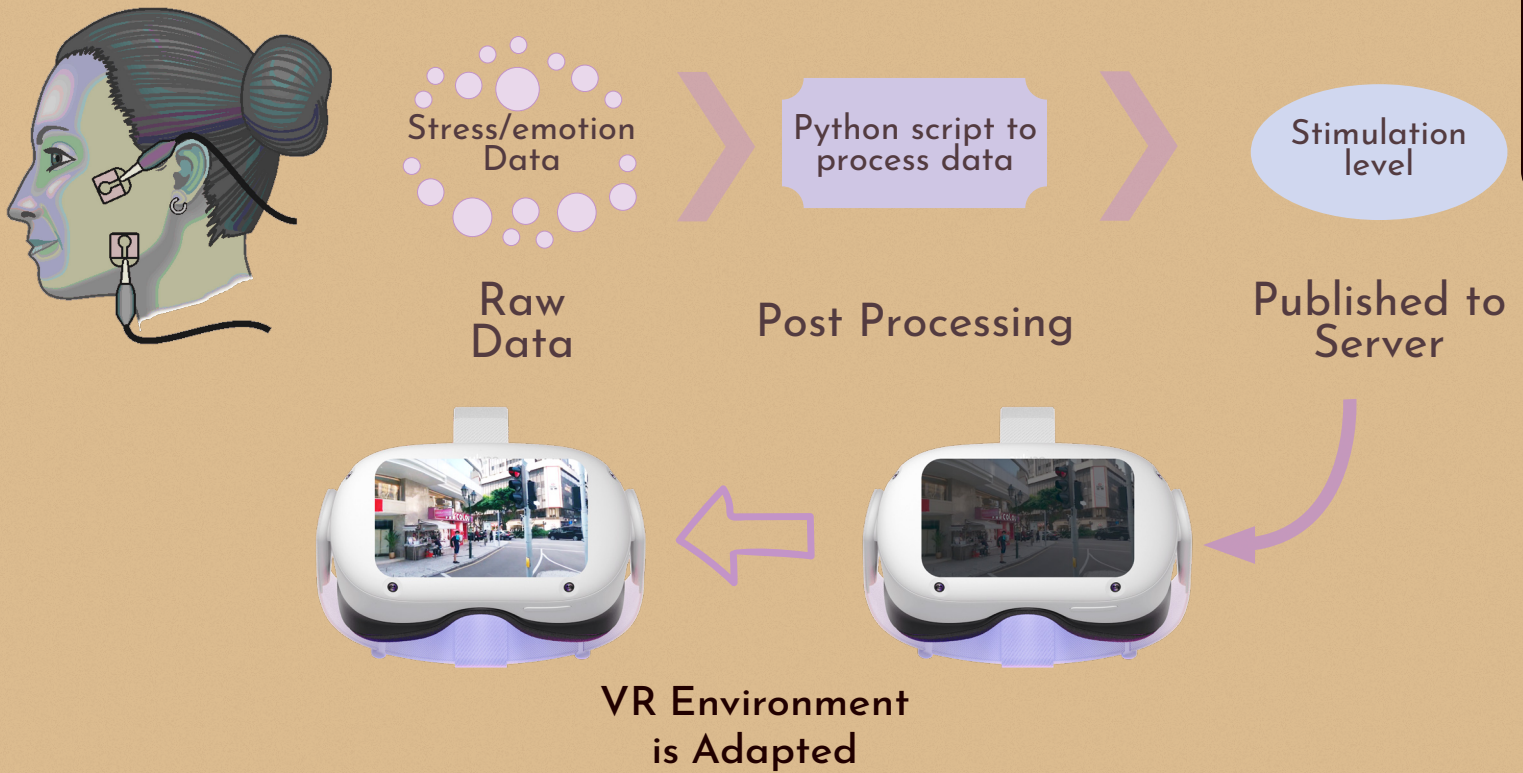 Stress/emotion
Data
Python script to
process data
Stimulation
level
Raw
Data
Post Processing
Published to
Server
VR Environment
is Adapted